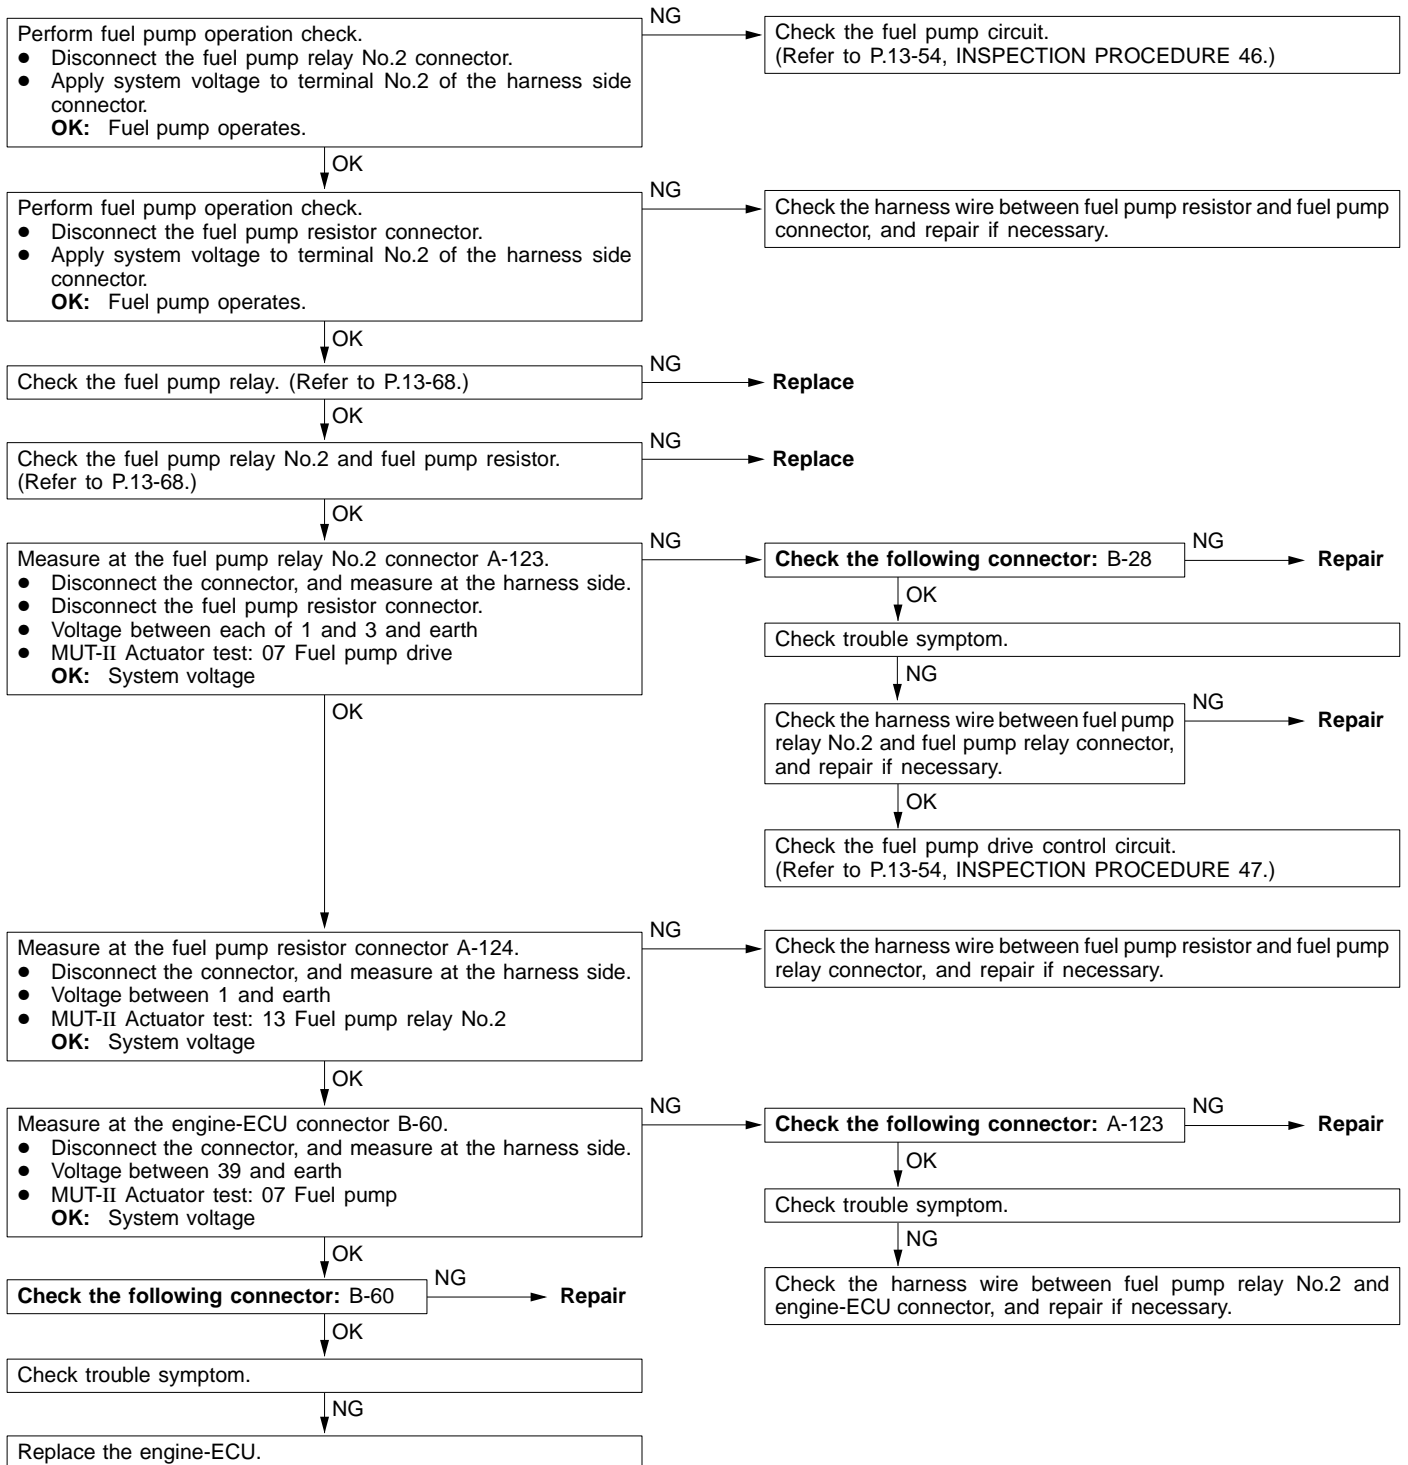 Perform fuel pump operation check.
● Disconnect the fuel pump relay No.2 connector.
● Apply system voltage to terminal No.2 of the harness side
connector.
OK: Fuel pump operates.
NG
Check the fuel pump circuit.
(Refer to P.13-54, INSPECTION PROCEDURE 46.)
OK
Perform fuel pump operation check.
● Disconnect the fuel pump resistor connector.
● Apply system voltage to terminal No.2 of the harness side
connector.
OK: Fuel pump operates.
NG
Check the harness wire between fuel pump resistor and fuel pump
connector, and repair if necessary.
OK
Check the fuel pump relay. (Refer to P.13-68.)
NG
Replace
OK
Check the fuel pump relay No.2 and fuel pump resistor.
(Refer to P.13-68.)
NG
Replace
OK
Measure at the fuel pump relay No.2 connector A-123.
● Disconnect the connector, and measure at the harness side.
● Disconnect the fuel pump resistor connector.
● Voltage between each of 1 and 3 and earth
● MUT-II Actuator test: 07 Fuel pump drive
OK: System voltage
NG
Check the following connector: B-28
NG
Repair
OK
Check trouble symptom.
NG
Check the harness wire between fuel pump
relay No.2 and fuel pump relay connector,
and repair if necessary.
NG
Repair
OK
Check the fuel pump drive control circuit.
(Refer to P.13-54, INSPECTION PROCEDURE 47.)
OK
Measure at the fuel pump resistor connector A-124.
● Disconnect the connector, and measure at the harness side.
● Voltage between 1 and earth
● MUT-II Actuator test: 13 Fuel pump relay No.2
OK: System voltage
NG
Check the harness wire between fuel pump resistor and fuel pump
relay connector, and repair if necessary.
OK
Measure at the engine-ECU connector B-60.
● Disconnect the connector, and measure at the harness side.
● Voltage between 39 and earth
● MUT-II Actuator test: 07 Fuel pump
OK: System voltage
NG
Check the following connector: A-123
NG
Repair
OK
Check trouble symptom.
NG
Check the harness wire between fuel pump relay No.2 and
engine-ECU connector, and repair if necessary.
OK
Check the following connector: B-60
NG
Repair
OK
Check trouble symptom.
NG
Replace the engine-ECU.